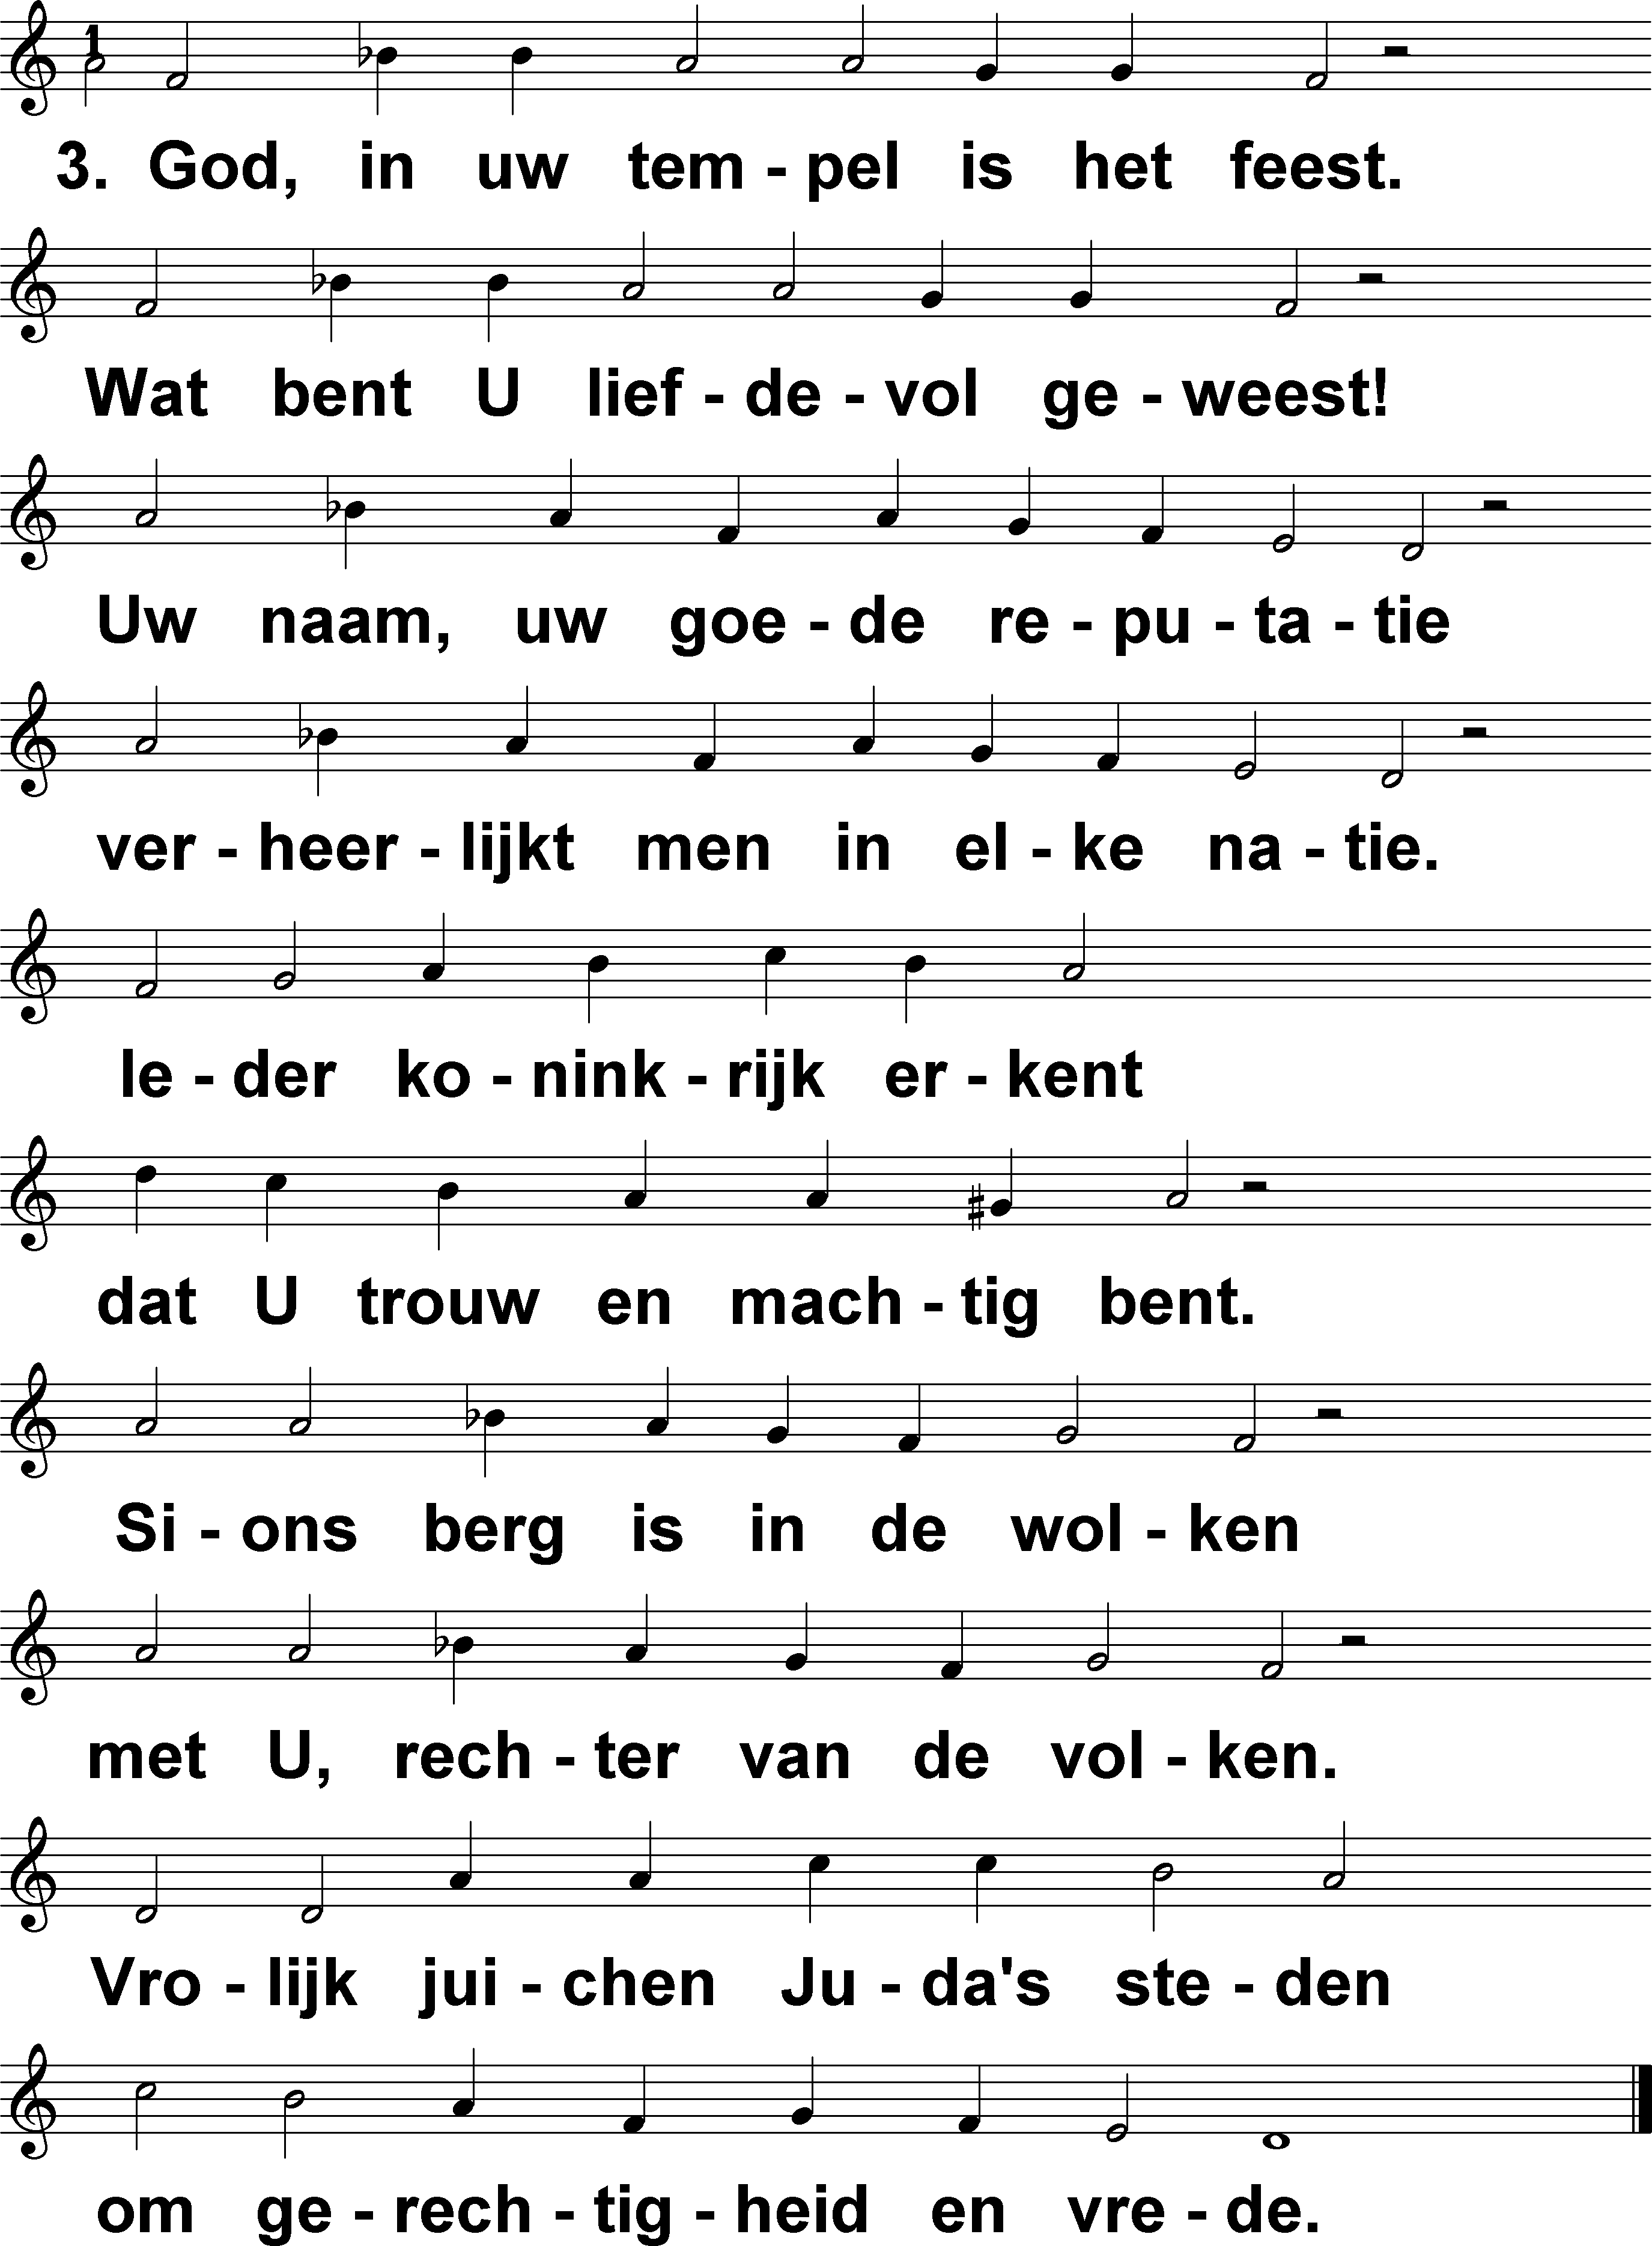 1
3. God, in uw tem - pel is het feest.
Wat bent U lief - de - vol ge - weest!
Uw naam, uw goe - de re - pu - ta - tie
ver - heer - lijkt men in el - ke na - tie.
Ie - der ko - nink - rijk er - kent
dat U trouw en mach - tig bent.
Si - ons berg is in de wol - ken
met U, rech - ter van de vol - ken.
Vro - lijk jui - chen Ju - da's ste - den
om ge - rech - tig - heid en vre - de.